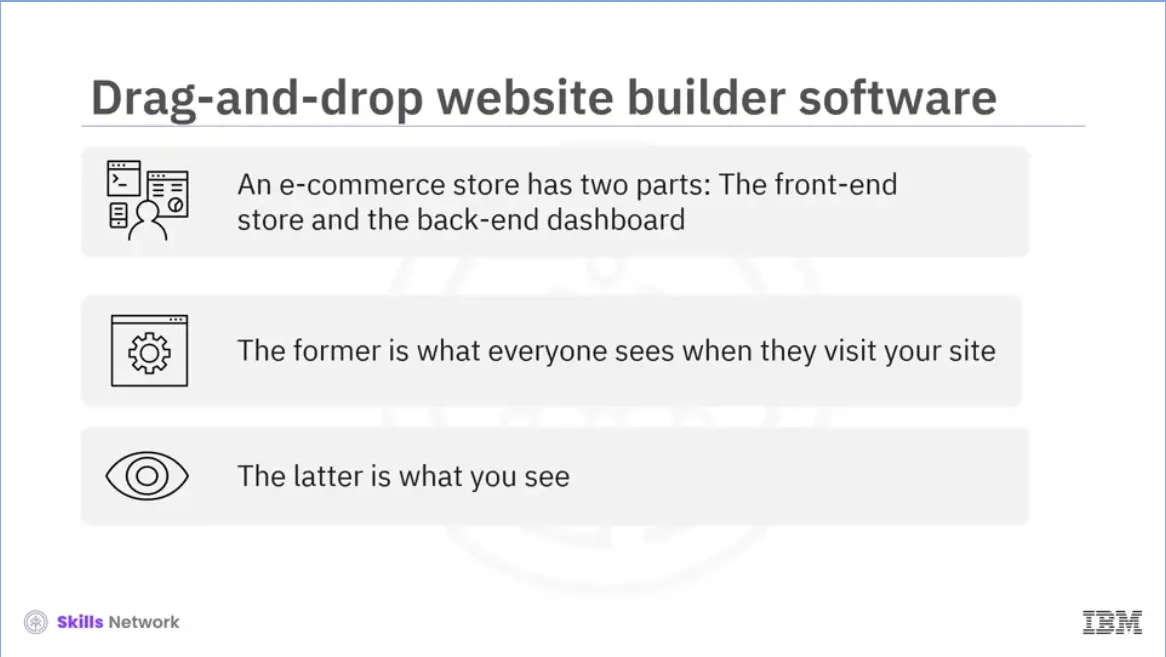 Drag-and-drop website builder software
An e-commerce store has two parts: The front-end
store and the back-end dashboard
The former is what everyone sees when they visit your site
The latter is what you see
Skills Network
IBM